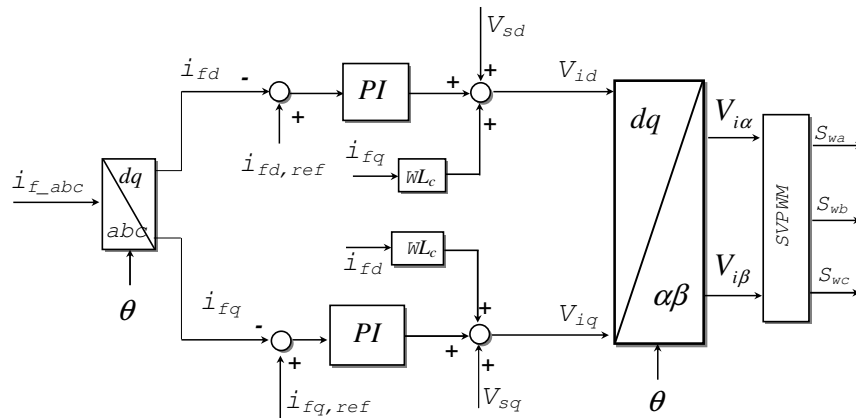 V_sd
i_fd
-
PI
+
+
+
V_id
+
i_fd,ref
i_fq
WL_c
dq
V_iα
S_wa
i_f_abc
dq
abc
SVPWM
S_wb
WL_c
i_fd
θ
αβ
V_iβ
S_wc
i_fq
-
PI
+
+
+
V_iq
+
i_fq,ref
V_sq
θ